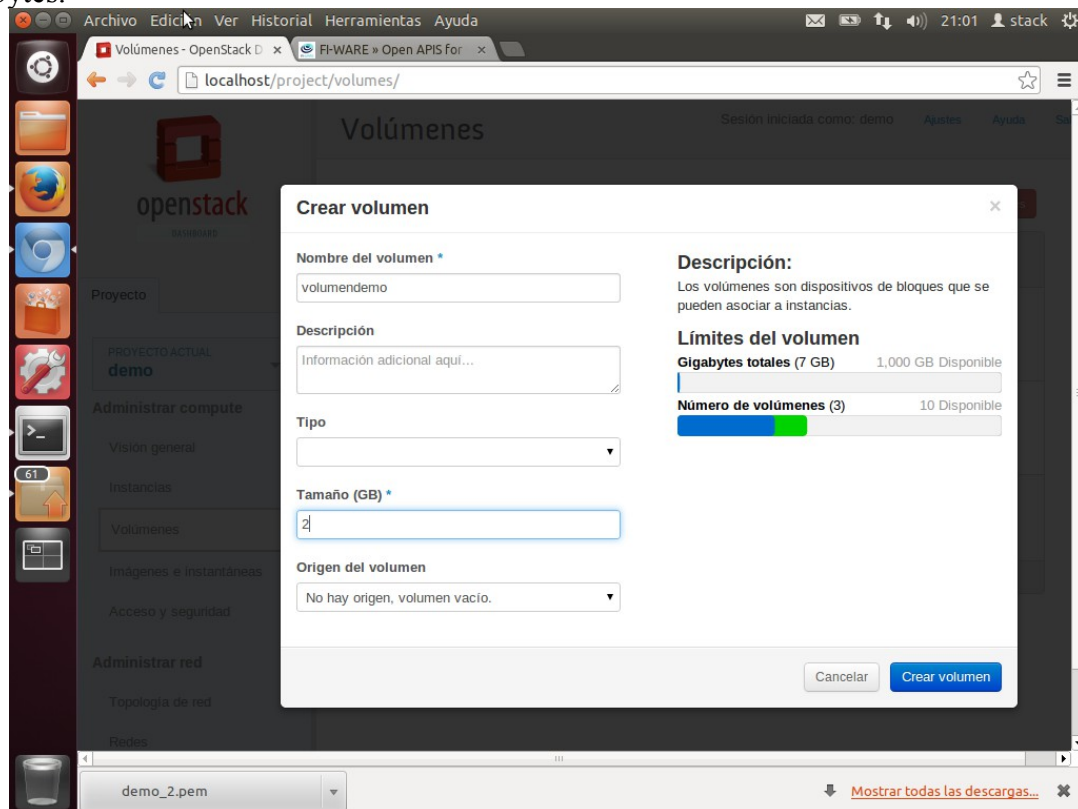 bytes.
Archivo Edición Ver Historial Herramientas Ayuda
21:01 stack
Volúmenes - OpenStack D ×
FI-WARE » Open APIS for ×
localhost/project/volumes/
openstack
DASHBOARD
Volúmenes
Sesión iniciada como: demo Ajustes Ayuda
Proyecto
PROYECTO ACTUAL
demo
Administrar compute
Visión general
Instancias
Volúmenes
Imágenes e instantáneas
Acceso y seguridad
Administrar red
Topología de red
Redes
61
Crear volumen ×
Nombre del volumen *
volumendemo
Descripción
Información adicional aquí...
Tipo
Tamaño (GB) *
2
Origen del volumen
No hay origen, volumen vacío.
Descripción:
Los volúmenes son dispositivos de bloques que se
pueden asociar a instancias.
Límites del volumen
Gigabytes totales (7 GB) 1,000 GB Disponible
Número de volúmenes (3) 10 Disponible
Cancelar Crear volumen
demo_2.pem
Mostrar todas las descargas...